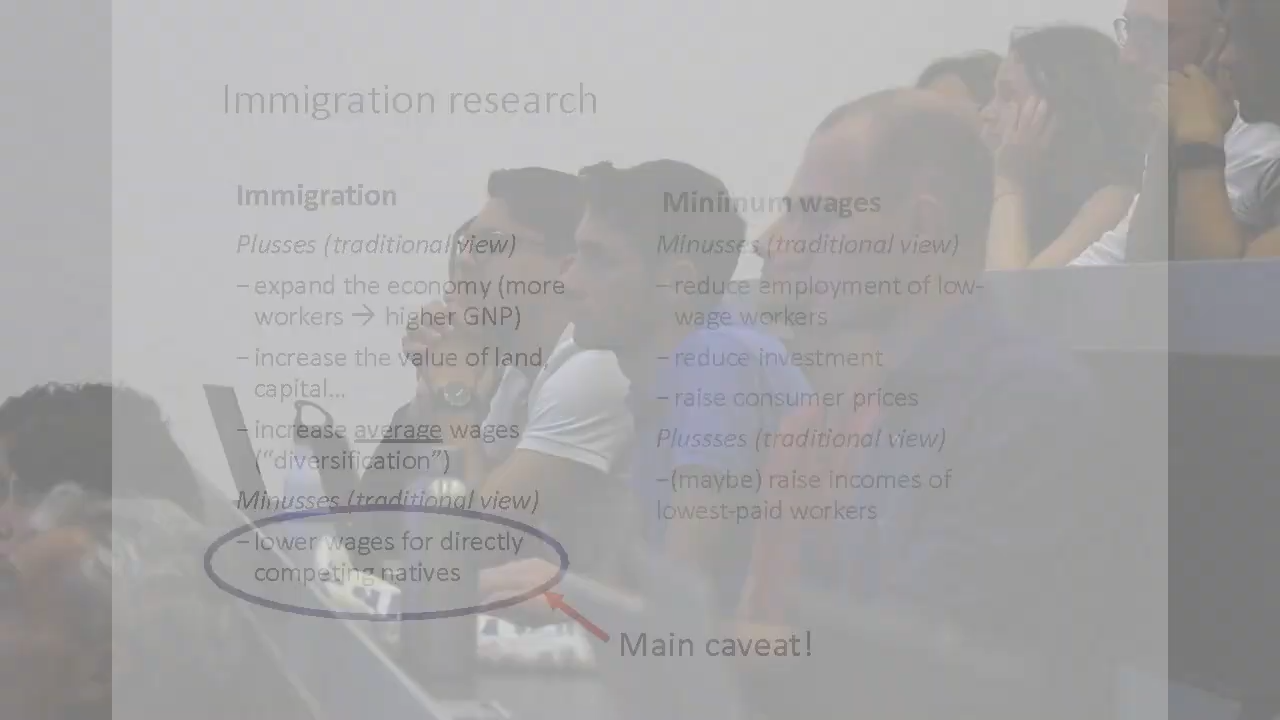 Immigration research
Immigration
Plusses (traditional view)
– expand the economy (more
workers → higher GNP)
– increase the value of land,
capital...
– increase average wages
("diversification")
Minusses (traditional view)
– lower wages for directly
competing natives
Minimum wages
Minusses (traditional view)
– reduce employment of low-
wage workers
– reduce investment
– raise consumer prices
Plussses (traditional view)
–(maybe) raise incomes of
lowest-paid workers
Main caveat!